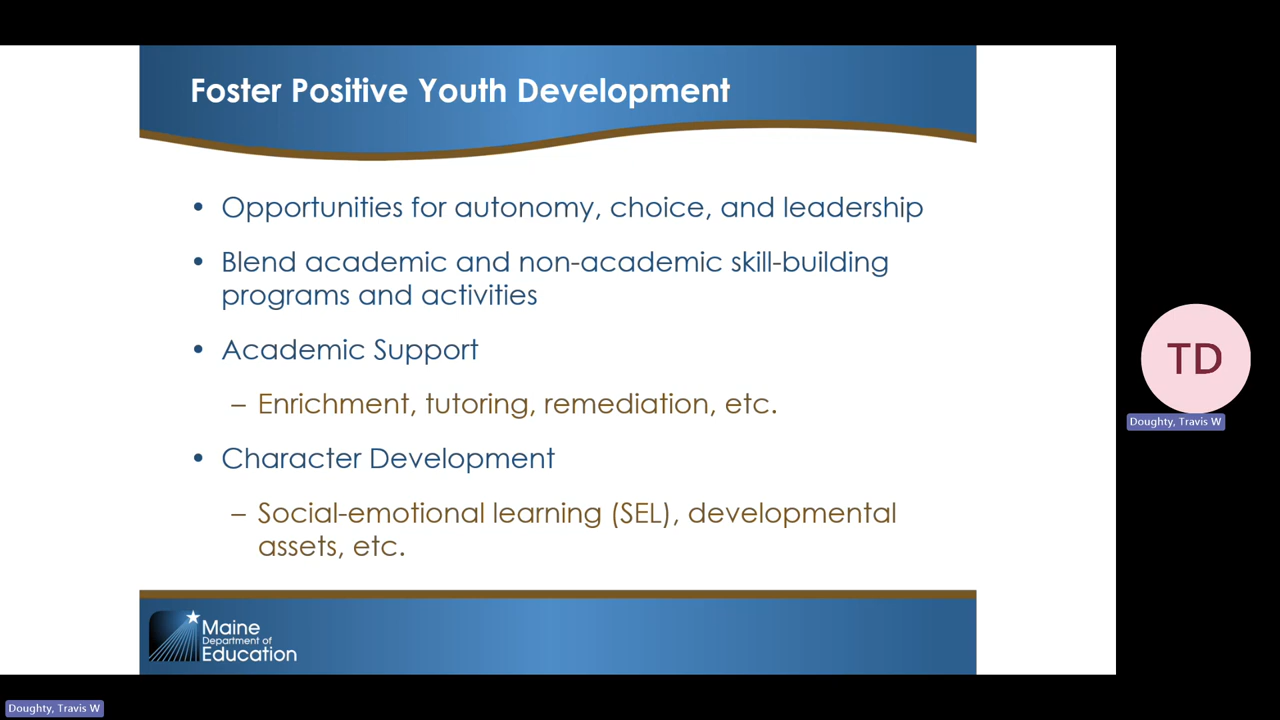 Foster Positive Youth Development
• Opportunities for autonomy, choice, and leadership
• Blend academic and non-academic skill-building
programs and activities
• Academic Support
– Enrichment, tutoring, remediation, etc.
• Character Development
– Social-emotional learning (SEL), developmental
assets, etc.
Maine
Department of
Education
TD
Doughty, Travis W
Doughty, Travis W